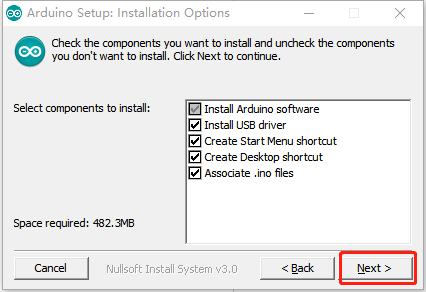 Arduino Setup: Installation Options
Check the components you want to install and uncheck the components
you don't want to install. Click Next to continue.
Select components to install:
Install Arduino software
Install USB driver
Create Start Menu shortcut
Create Desktop shortcut
Associate .ino files
Space required: 482.3MB
Cancel
Nullsoft Install System v3.0
< Back
Next >